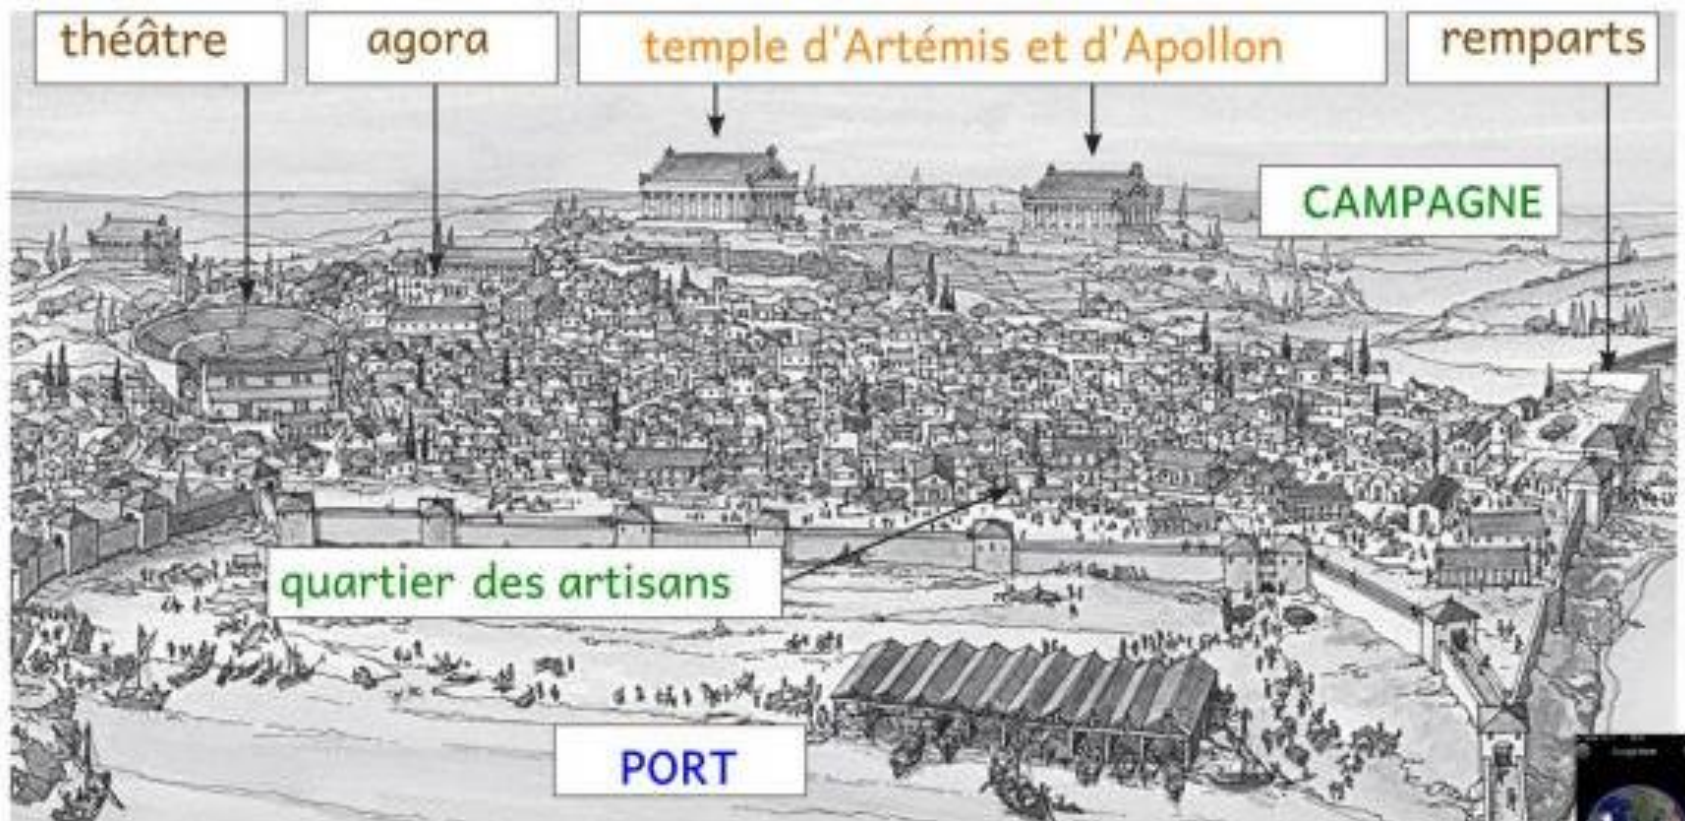 théâtre
agora
temple d'Artémis et d'Apollon
remparts
CAMPAGNE
quartier des artisans
PORT